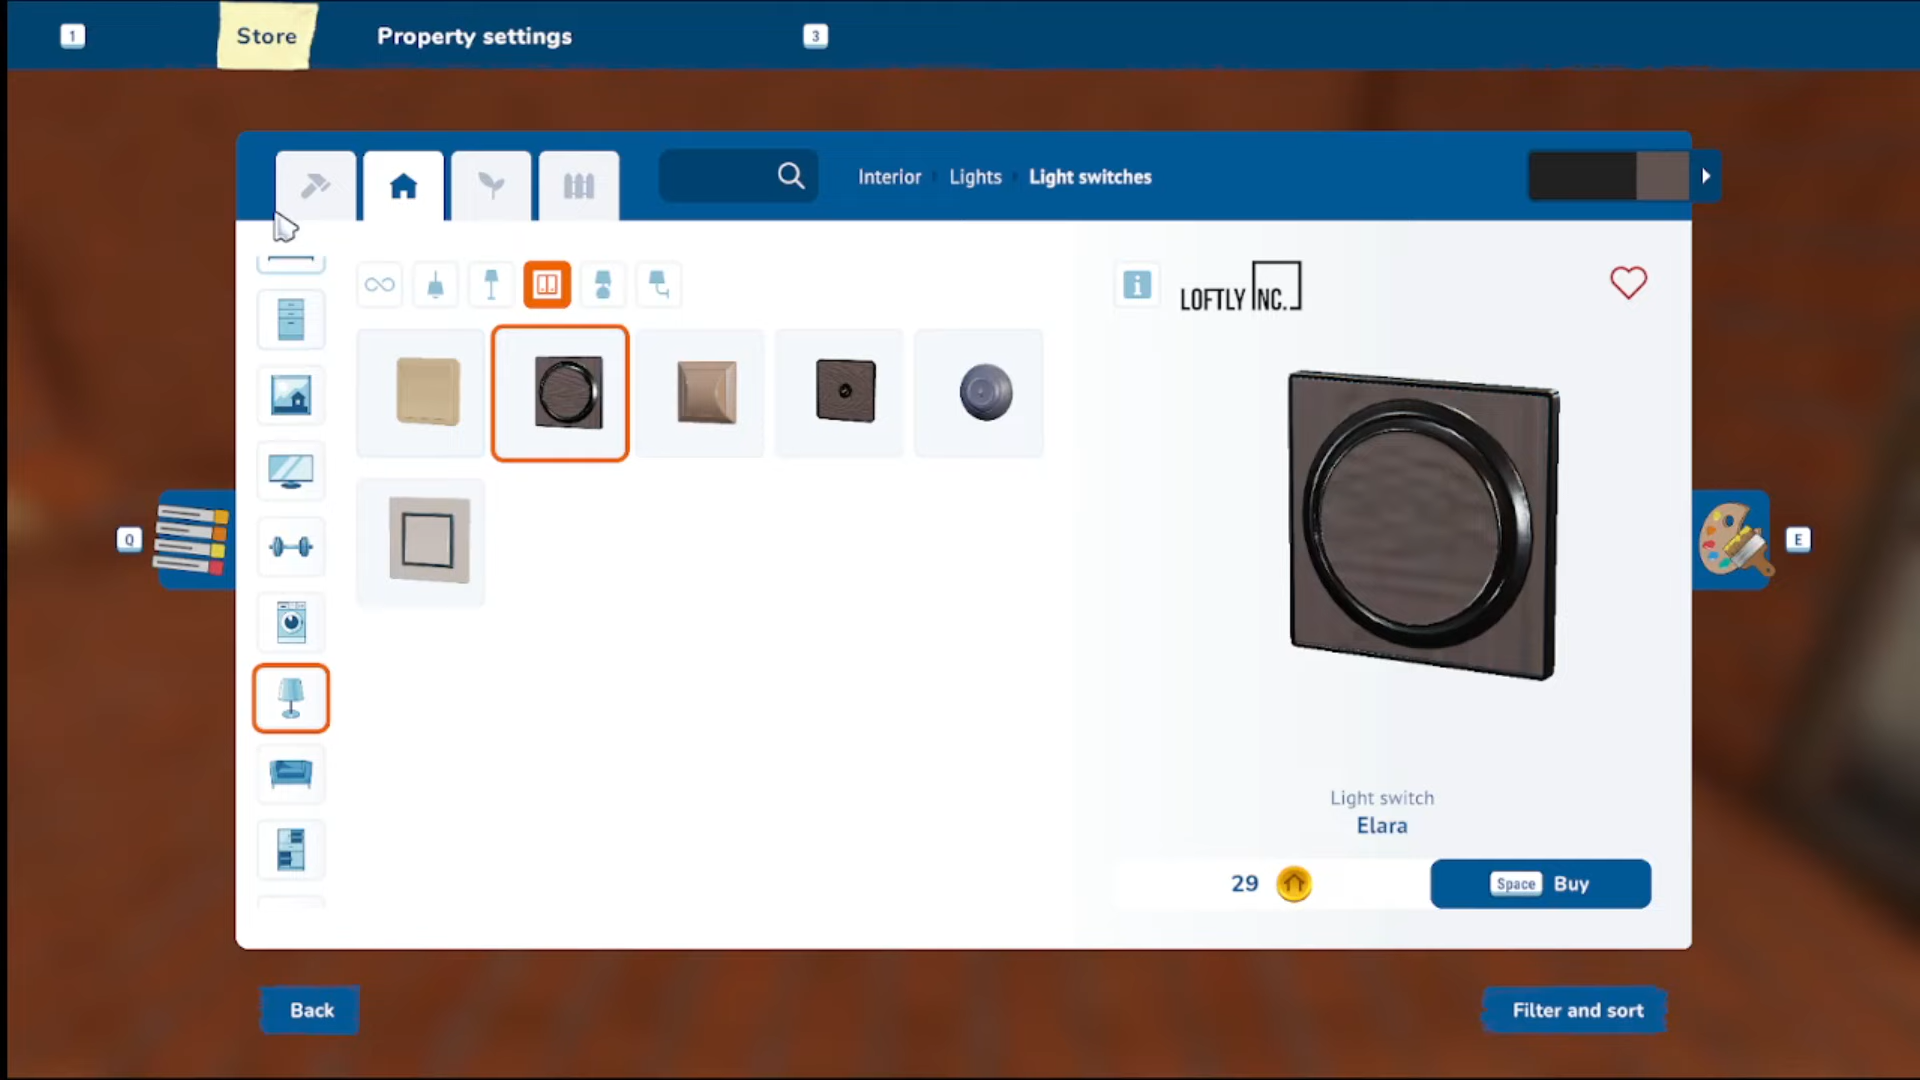 1
Store
Property settings
3
Interior
Lights
Light switches
i
LOFTLY INC.
Q
E
Light switch
Elara
29
Space
Buy
Back
Filter and sort